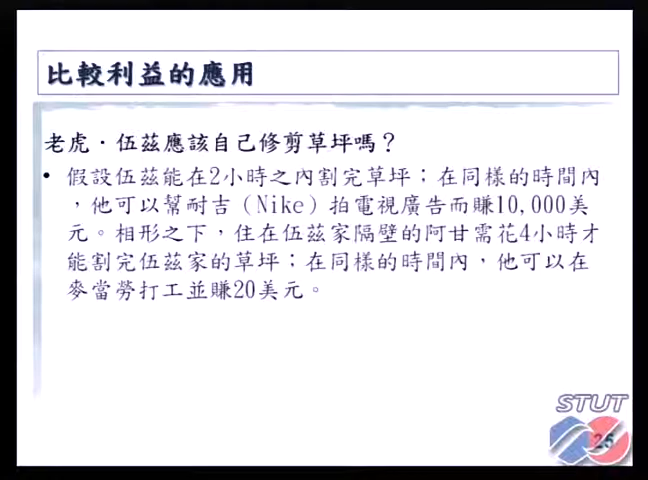 比較利益的應用
老虎．伍茲應該自己修剪草坪嗎？
• 假設伍茲能在2小時之內割完草坪；在同樣的時間內
，他可以幫耐吉（Nike）拍電視廣告而賺10,000美
元。相形之下，住在伍茲家隔壁的阿甘需花4小時才
能割完伍茲家的草坪；在同樣的時間內，他可以在
麥當勞打工並賺20美元。
STUT
26